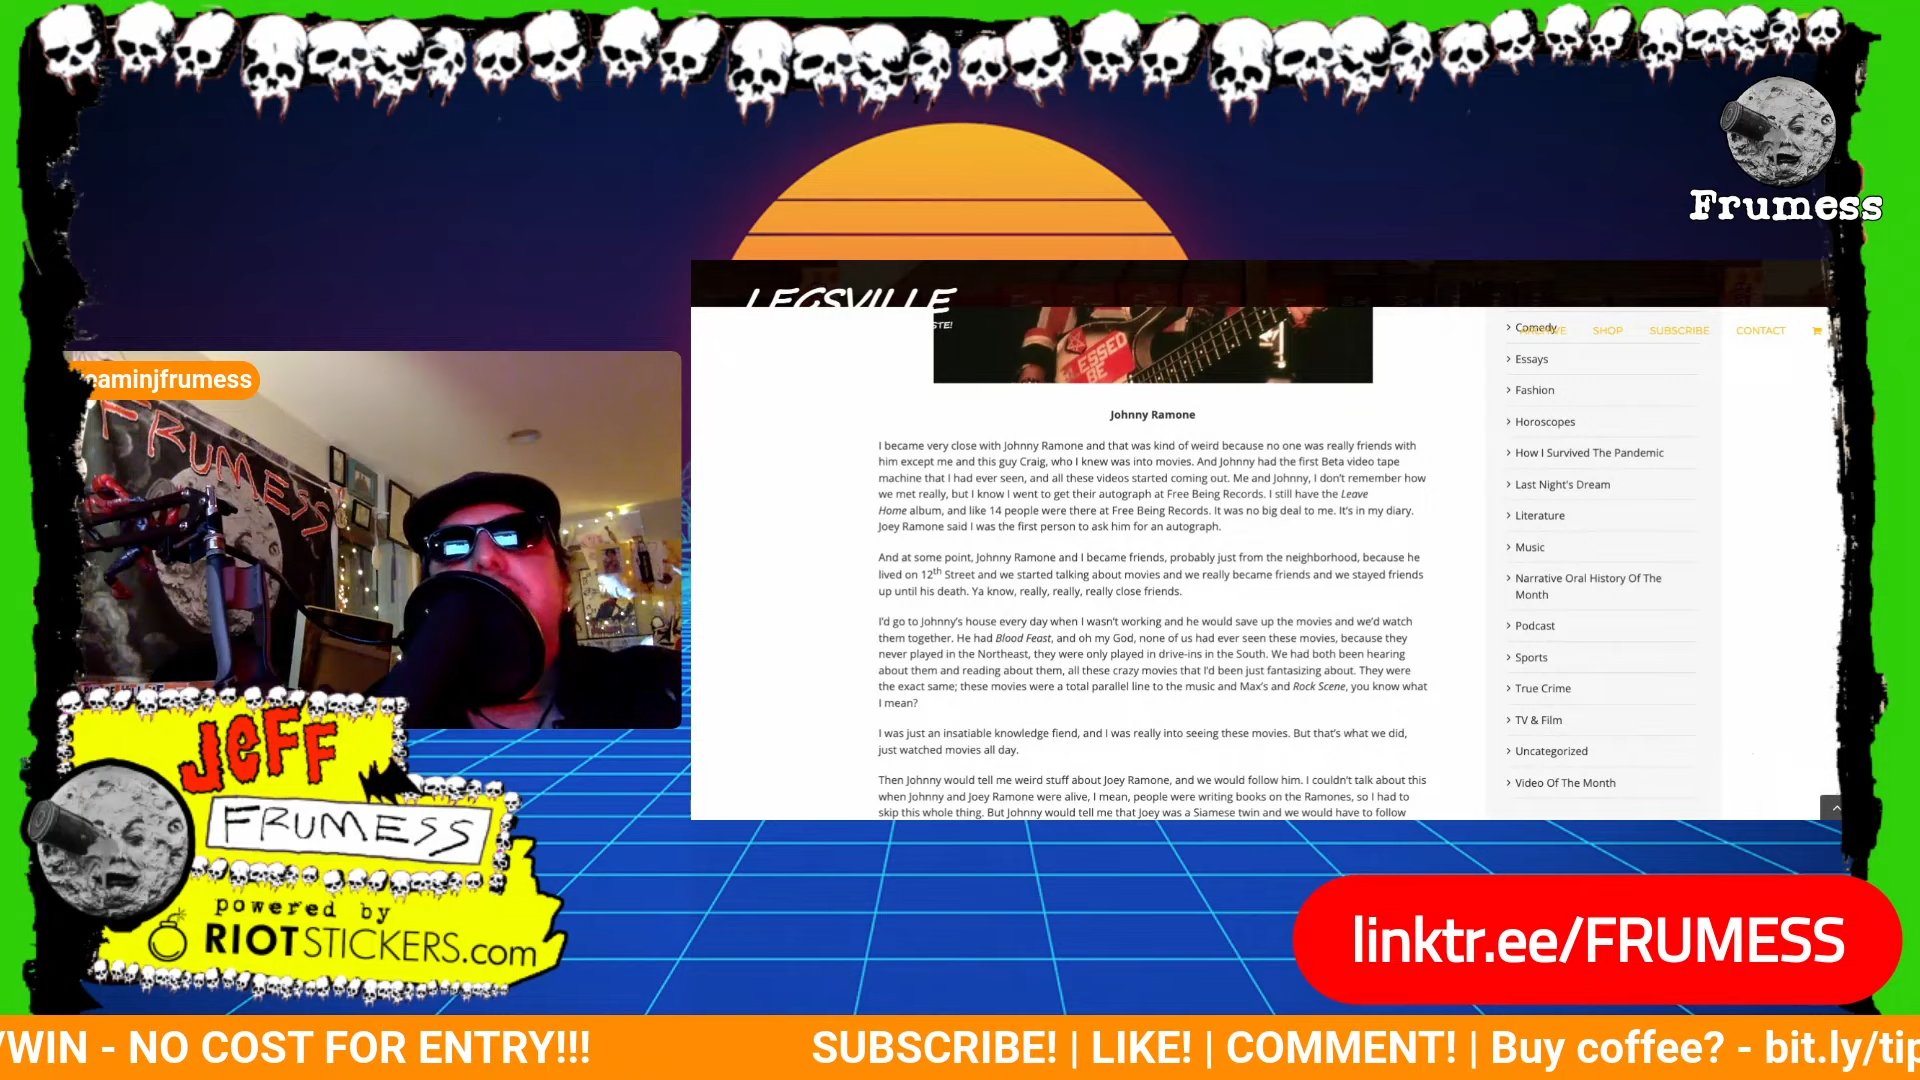 Frumess
LEGSVILLE
STE!
SHOP
SUBSCRIBE
CONTACT
Comedy
Essays
Fashion
Horoscopes
How I Survived The Pandemic
Last Night's Dream
Literature
Music
Narrative Oral History Of The
Month
Podcast
Sports
True Crime
TV & Film
Uncategorized
Video Of The Month
LESSED
BE
Johnny Ramone
I became very close with Johnny Ramone and that was kind of weird because no one was really friends with
him except me and this guy Craig, who I knew was into movies. And Johnny had the first Beta video tape
machine that I had ever seen, and all these videos started coming out. Me and Johnny, I don't remember how
we met really, but I know I went to get their autograph at Free Being Records. I still have the Leave
Home album, and like 14 people were there at Free Being Records. It was no big deal to me. It's in my diary.
Joey Ramone said I was the first person to ask him for an autograph.
And at some point, Johnny Ramone and I became friends, probably just from the neighborhood, because he
lived on 12th Street and we started talking about movies and we really became friends and we stayed friends
up until his death. Ya know, really, really, really close friends.
I'd go to Johnny's house every day when I wasn't working and he would save up the movies and we'd watch
them together. He had Blood Feast, and oh my God, none of us had ever seen these movies, because they
never played in the Northeast, they were only played in drive-ins in the South. We had both been hearing
about them and reading about them, all these crazy movies that I'd been just fantasizing about. They were
the exact same; these movies were a total parallel line to the music and Max's and Rock Scene, you know what
I mean?
I was just an insatiable knowledge fiend, and I was really into seeing these movies. But that's what we did,
just watched movies all day.
Then Johnny would tell me weird stuff about Joey Ramone, and we would follow him. I couldn't talk about this
when Johnny and Joey Ramone were alive, I mean, people were writing books on the Ramones, so I had to
skip this whole thing. But Johnny would tell me that Joey was a Siamese twin and we would have to follow
eaminjfrumess
FRUMESS
JEFF
FRUMESS
powered by
RIOTSTICKERS.com
linktr.ee/FRUMESS
/WIN - NO COST FOR ENTRY!!! SUBSCRIBE! | LIKE! | COMMENT! | Buy coffee? - bit.ly/tip